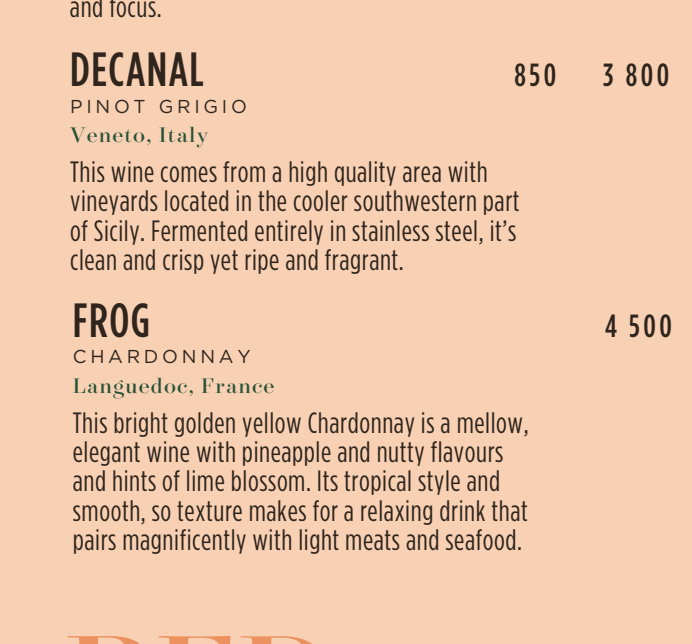 and focus.
DECANAL 850 3 800
PINOT GRIGIO
Veneto, Italy
This wine comes from a high quality area with
vineyards located in the cooler southwestern part
of Sicily. Fermented entirely in stainless steel, it's
clean and crisp yet ripe and fragrant.
FROG 4 500
CHARDONNAY
Languedoc, France
This bright golden yellow Chardonnay is a mellow,
elegant wine with pineapple and nutty flavours
and hints of lime blossom. Its tropical style and
smooth, so texture makes for a relaxing drink that
pairs magnificently with light meats and seafood.
RED